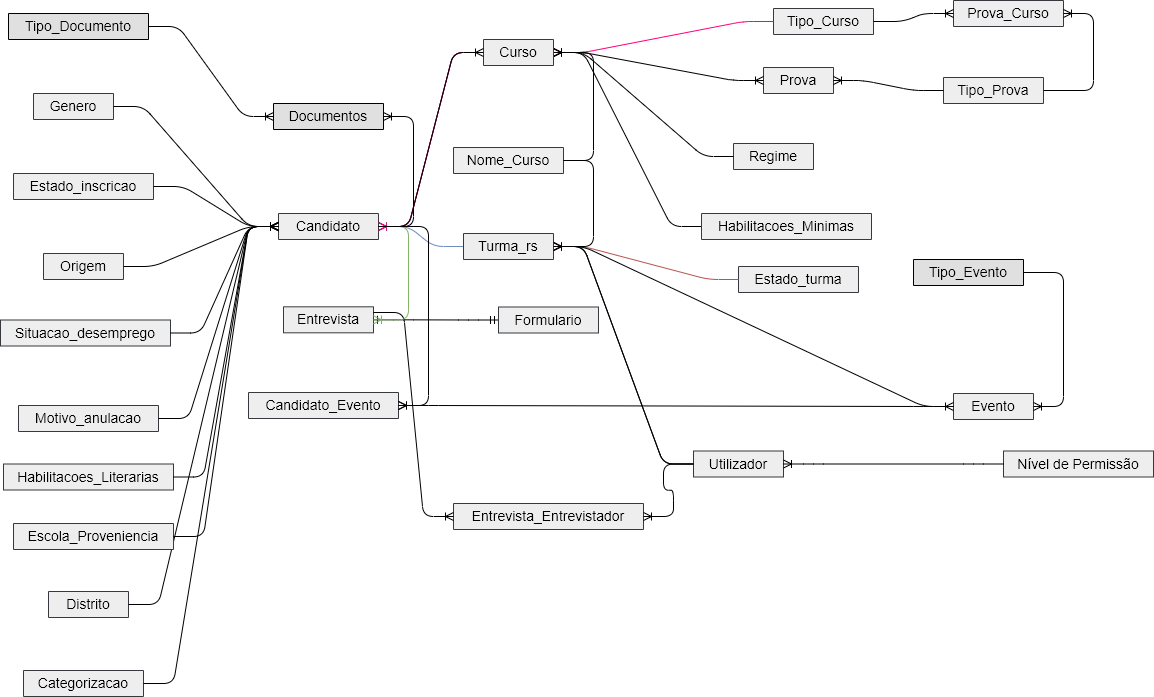 Tipo_Documento
Tipo_Curso
Prova_Curso
Curso
Prova
Tipo_Prova
Genero
Documentos
Nome_Curso
Regime
Estado_inscricao
Candidato
Habilitacoes_Minimas
Turma_rs
Origem
Estado_turma
Tipo_Evento
Situacao_desemprego
Entrevista
Formulario
Motivo_anulacao
Candidato_Evento
Evento
Habilitacoes_Literarias
Utilizador
Nível de Permissão
Escola_Proveniencia
Entrevista_Entrevistador
Distrito
Categorizacao